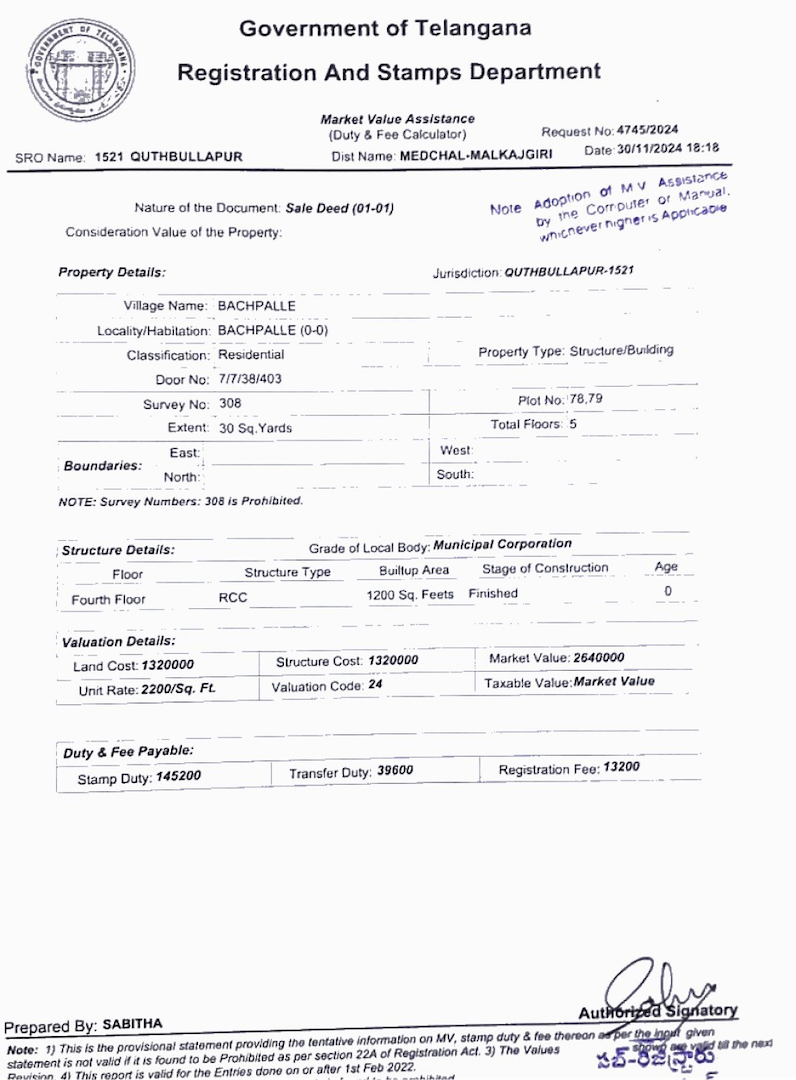 GOVERNMENT OF TELANGANA
Government of Telangana
Registration And Stamps Department
Market Value Assistance
(Duty & Fee Calculator)
Request No: 4745/2024
SRO Name: 1521 QUTHBULLAPUR
Dist Name: MEDCHAL-MALKAJGIRI
Date: 30/11/2024 18:18
Note Adoption of M V Assistance
by the Computer or Manual.
whichever higher is Applicable
Nature of the Document: Sale Deed (01-01)
Consideration Value of the Property:
Property Details:
Jurisdiction: QUTHBULLAPUR-1521
Village Name: BACHPALLE
Locality/Habitation: BACHPALLE (0-0)
Classification: Residential
Property Type: Structure/Building
Door No: 7/7/38/403
Survey No: 308
Plot No: 78,79
Extent: 30 Sq.Yards
Total Floors: 5
Boundaries:
East:
West:
North:
South:
NOTE: Survey Numbers: 308 is Prohibited.
Structure Details:
Grade of Local Body: Municipal Corporation
Floor Structure Type Builtup Area Stage of Construction Age
Fourth Floor RCC 1200 Sq. Feets Finished 0
Valuation Details:
Land Cost: 1320000 Structure Cost: 1320000 Market Value: 2640000
Unit Rate: 2200/Sq. Ft. Valuation Code: 24 Taxable Value: Market Value
Duty & Fee Payable:
Stamp Duty: 145200 Transfer Duty: 39600 Registration Fee: 13200
Authorized Signatory
Prepared By: SABITHA
Note: 1) This is the provisional statement providing the tentative information on MV, stamp duty & fee thereon as per the input given
statement is not valid if it is found to be Prohibited as per section 22A of Registration Act. 3) The Values shown are valid till the next
సబ్-రిజిస్ట్రారు
Revision. 4) This report is valid for the Entries done on or after 1st Feb 2022.